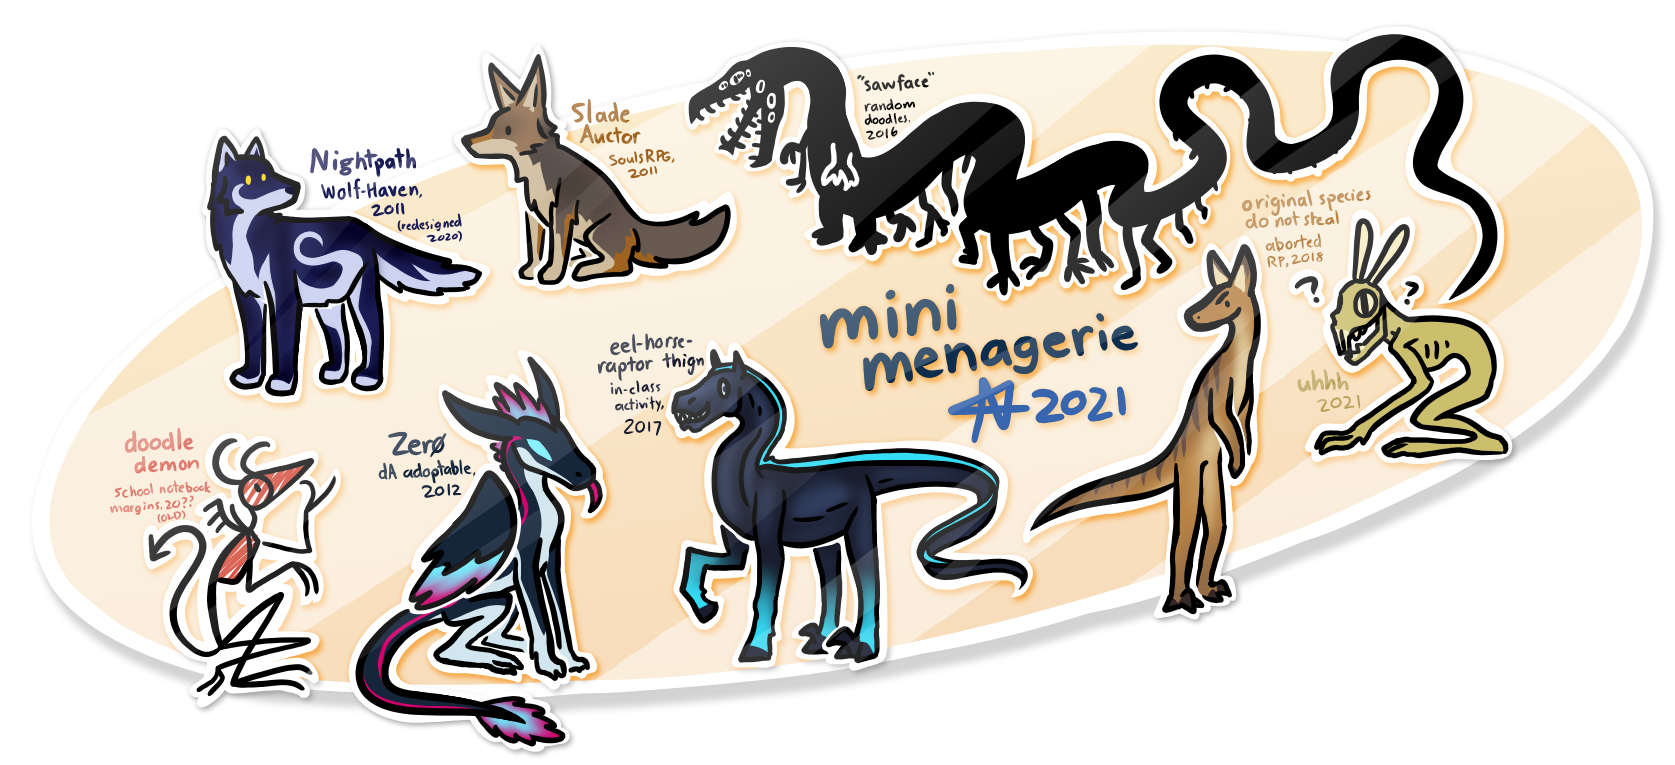 Nightpath
Wolf-Haven,
2011
(redesigned
2020)
Slade
Auctor
SoulsRPG,
2011
"sawface"
random
doodles.
2016
original species
do not steal
aborted
RP, 2018
? ?
uhhh
2021
mini
menagerie
2021
eel-horse-
raptor thign
in-class
activity,
2017
Zerø
dA adoptable,
2012
doodle
demon
School notebook
margins. 20??
(OLD)